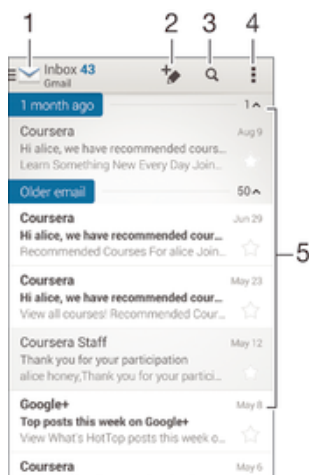 1 2 3 4
Inbox 43
Gmail
1 month ago 1
Coursera Aug 9
Hi alice, we have recommended cours...
Learn Something New Every Day Join...
Older email 50
Coursera Jun 29
Hi alice, we have recommended cour...
Recommended Courses For alice Join...
5
Coursera May 23
Hi alice, we have recommended cour...
View all courses! Recommended Cour...
Coursera Staff May 12
Thank you for your participation
alice honey,Thank you for your partici...
Google+ May 8
Top posts this week on Google+
View What's HotTop posts this week o...
Coursera May 6